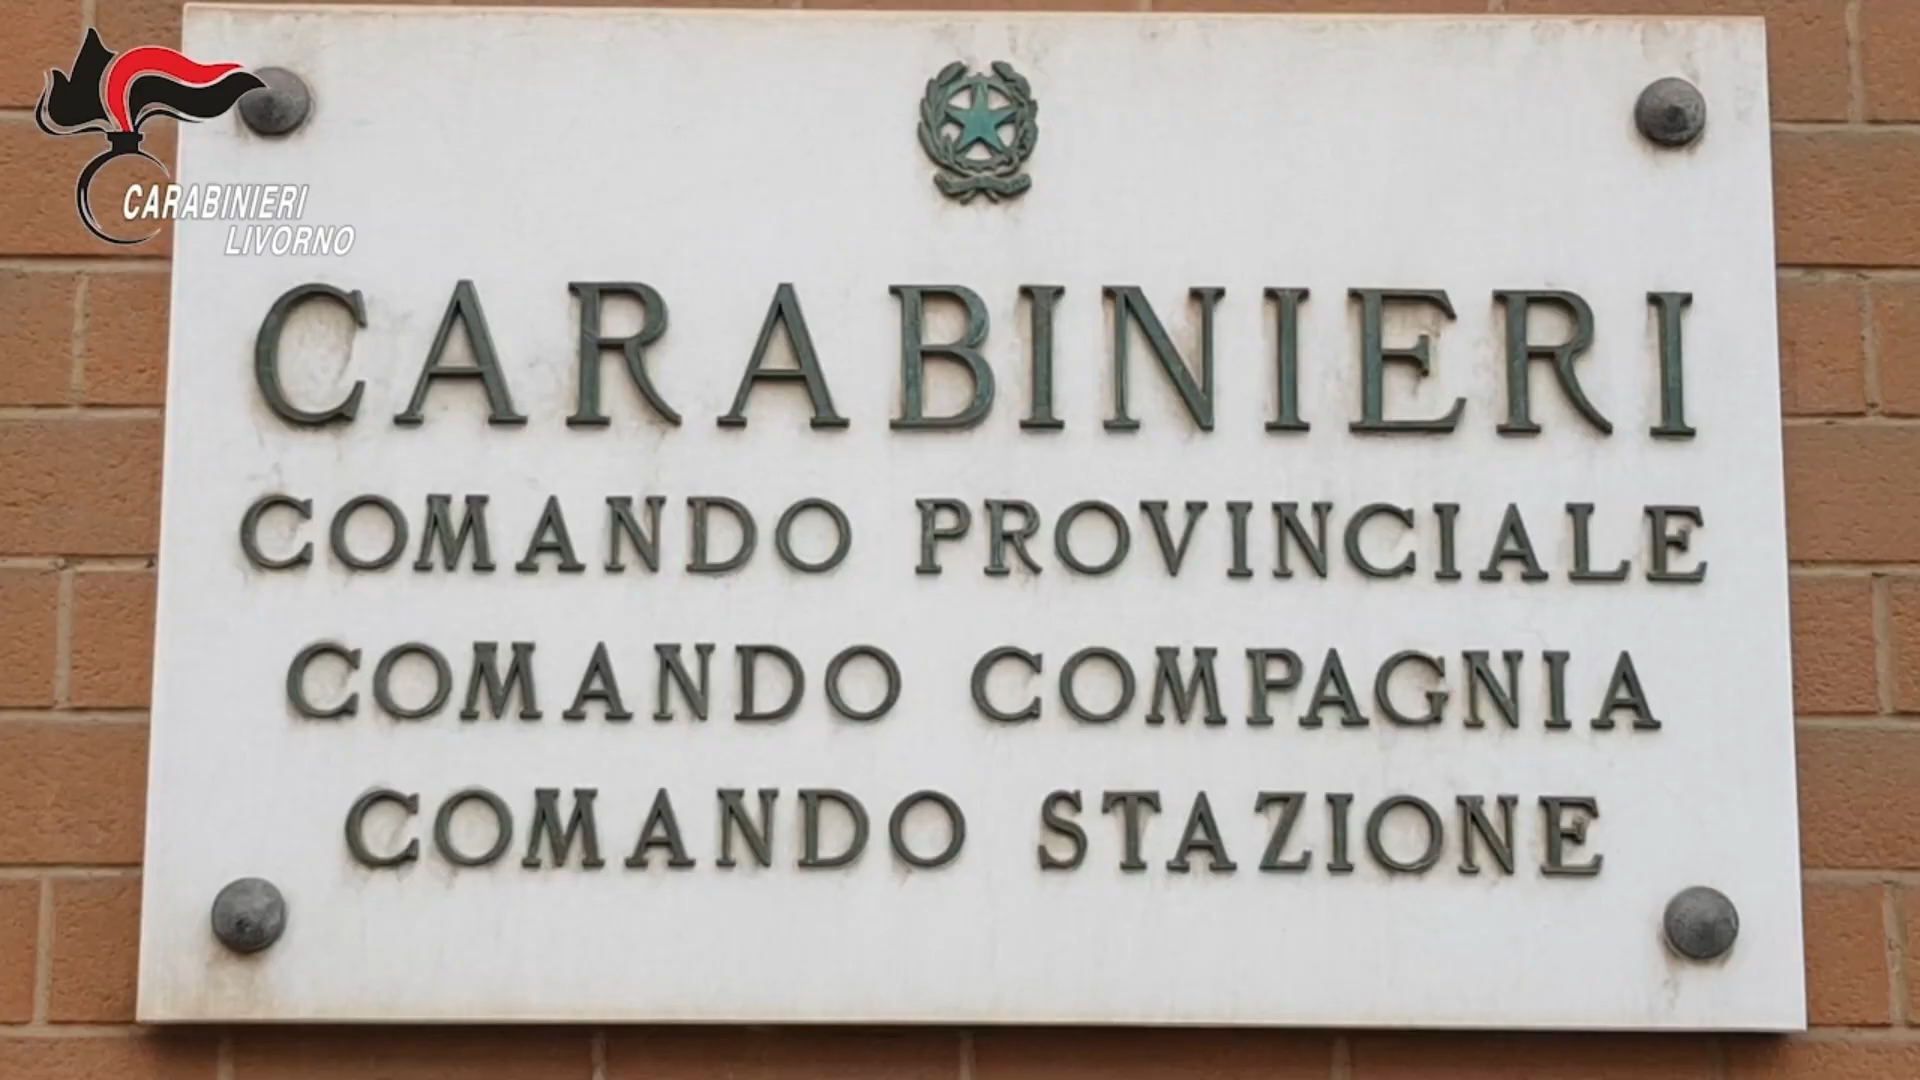 CARABINIERI
LIVORNO
CARABINIERI
COMANDO PROVINCIALE
COMANDO COMPAGNIA
COMANDO STAZIONE